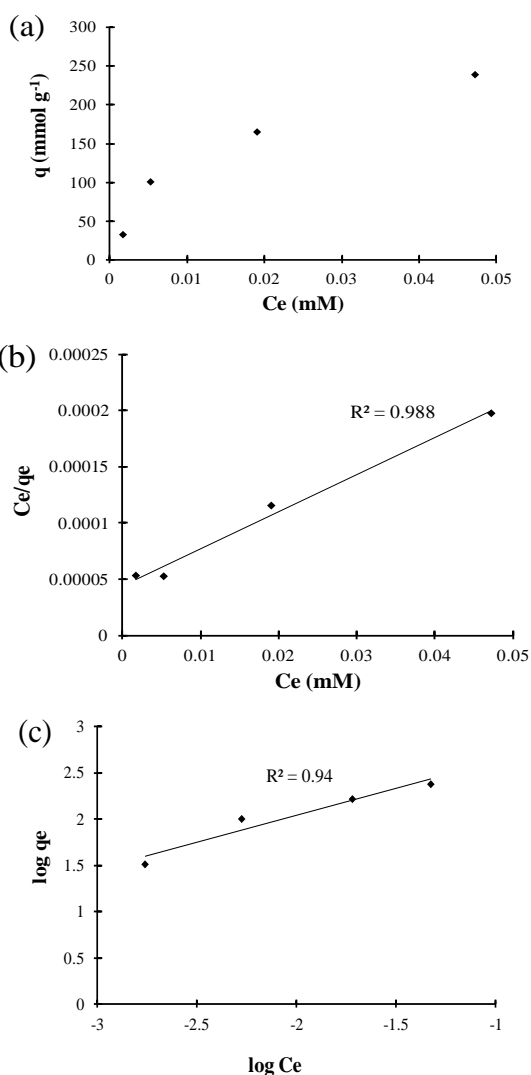 (a)
300
250
200
150
100
50
0
q (mmol g⁻¹)
0 0.01 0.02 0.03 0.04 0.05
Ce (mM)
(b)
0.00025
0.0002
0.00015
0.0001
0.00005
0
Ce/qe
R² = 0.988
0 0.01 0.02 0.03 0.04 0.05
Ce (mM)
(c)
3
2.5
2
1.5
1
0.5
0
log qe
R² = 0.94
-3 -2.5 -2 -1.5 -1
log Ce